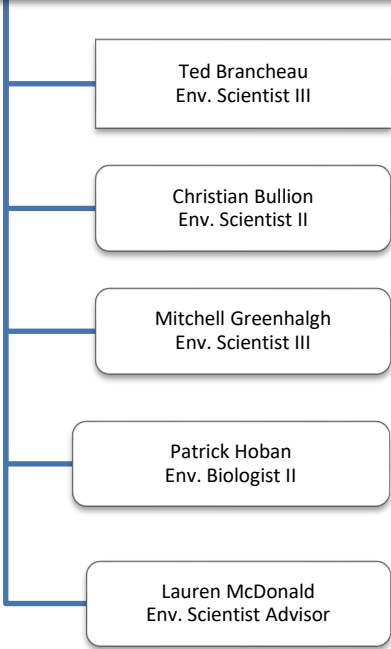 Ted Brancheau
Env. Scientist III
Christian Bullion
Env. Scientist II
Mitchell Greenhalgh
Env. Scientist III
Patrick Hoban
Env. Biologist II
Lauren McDonald
Env. Scientist Advisor